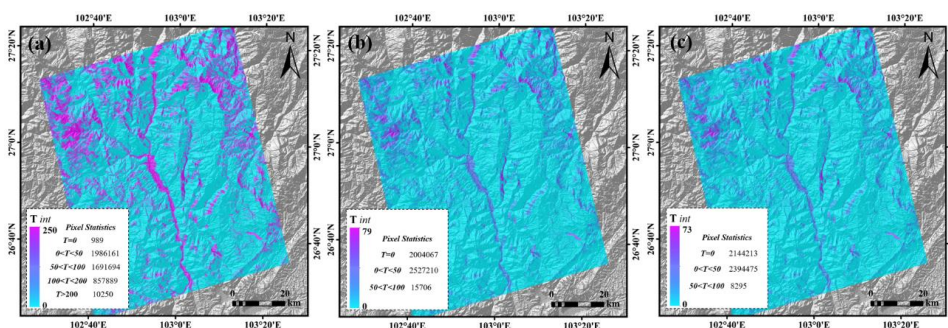 102°40'E 103°0'E 103°20'E
(a)
N
27°20'N
27°0'N
26°40'N
T int
250
0
Pixel Statistics
T=0 989
0<T<50 1986161
50<T<100 1691694
100<T<200 857889
T>200 10250
0 20
km
102°40'E 103°0'E 103°20'E
102°40'E 103°0'E 103°20'E
(b)
N
27°20'N
27°0'N
26°40'N
T int
79
0
Pixel Statistics
T=0 2004067
0<T<50 2527210
50<T<100 15706
0 20
km
102°40'E 103°0'E 103°20'E
102°40'E 103°0'E 103°20'E
(c)
N
27°20'N
27°0'N
26°40'N
T int
73
0
Pixel Statistics
T=0 2144213
0<T<50 2394475
50<T<100 8295
0 20
km
102°40'E 103°0'E 103°20'E